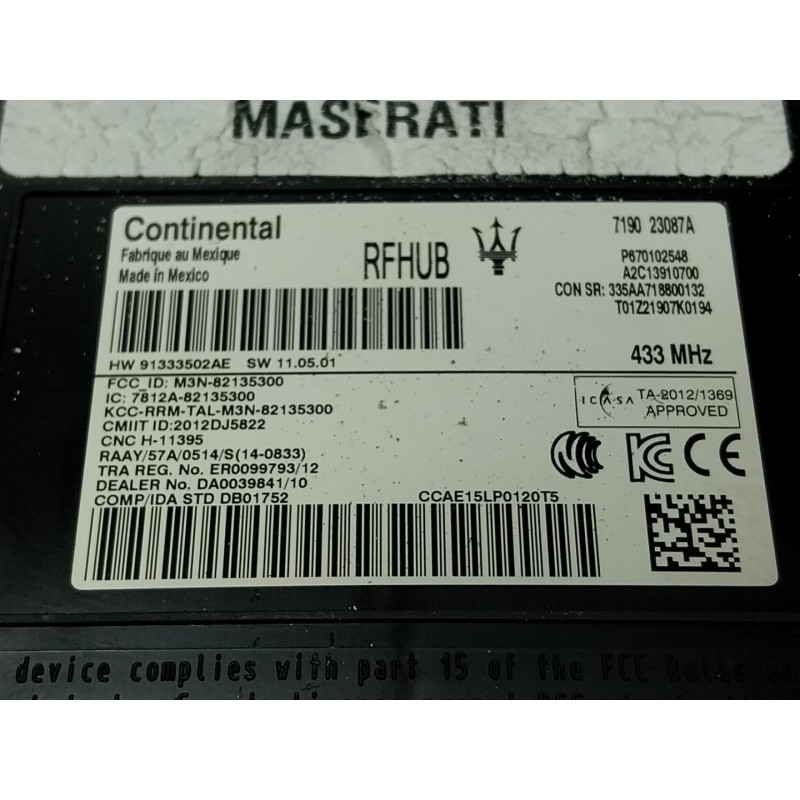 MASERATI
Continental
Fabrique au Mexique
Made in Mexico
RFHUB
7190 23087A
P670102548
A2C13910700
CON SR: 335AA718800132
T01Z21907K0194
HW 91333502AE SW 11.05.01
433 MHz
FCC_ID: M3N-82135300
IC: 7812A-82135300
KCC-RRM-TAL-M3N-82135300
CMIIT ID:2012DJ5822
CNC H-11395
RAAY/57A/0514/S(14-0833)
TRA REG. No. ER0099793/12
DEALER No. DA0039841/10
COMP/IDA STD DB01752
ICASA TA-2012/1369
APPROVED
CCAE15LP0120T5
device complies with part 15 of the FCC Rules